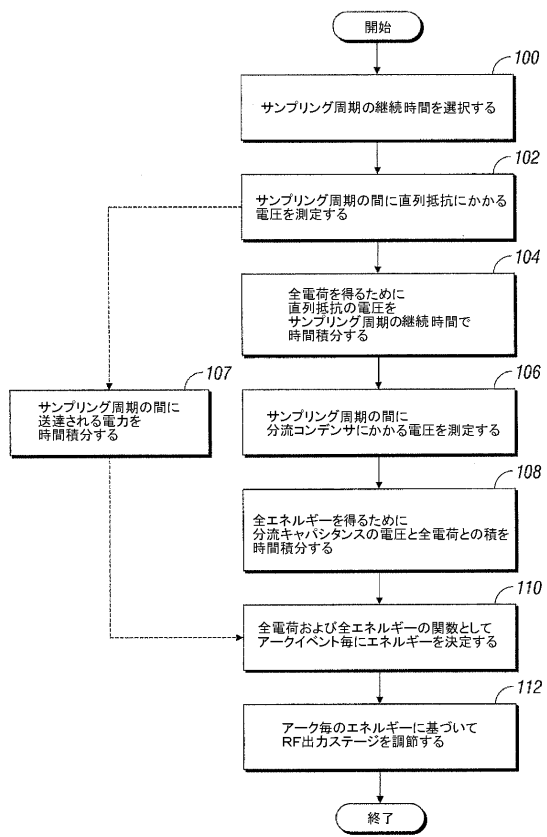 開始
100
サンプリング周期の継続時間を選択する
102
サンプリング周期の間に直列抵抗にかかる
電圧を測定する
104
全電荷を得るために
直列抵抗の電圧を
サンプリング周期の継続時間で
時間積分する
107
サンプリング周期の間に
送達される電力を
時間積分する
106
サンプリング周期の間に
分流コンデンサにかかる電圧を測定する
108
全エネルギーを得るために
分流キャパシタンスの電圧と全電荷との積を
時間積分する
110
全電荷および全エネルギーの関数として
アークイベント毎にエネルギーを決定する
112
アーク毎のエネルギーに基づいて
RF出力ステージを調節する
終了